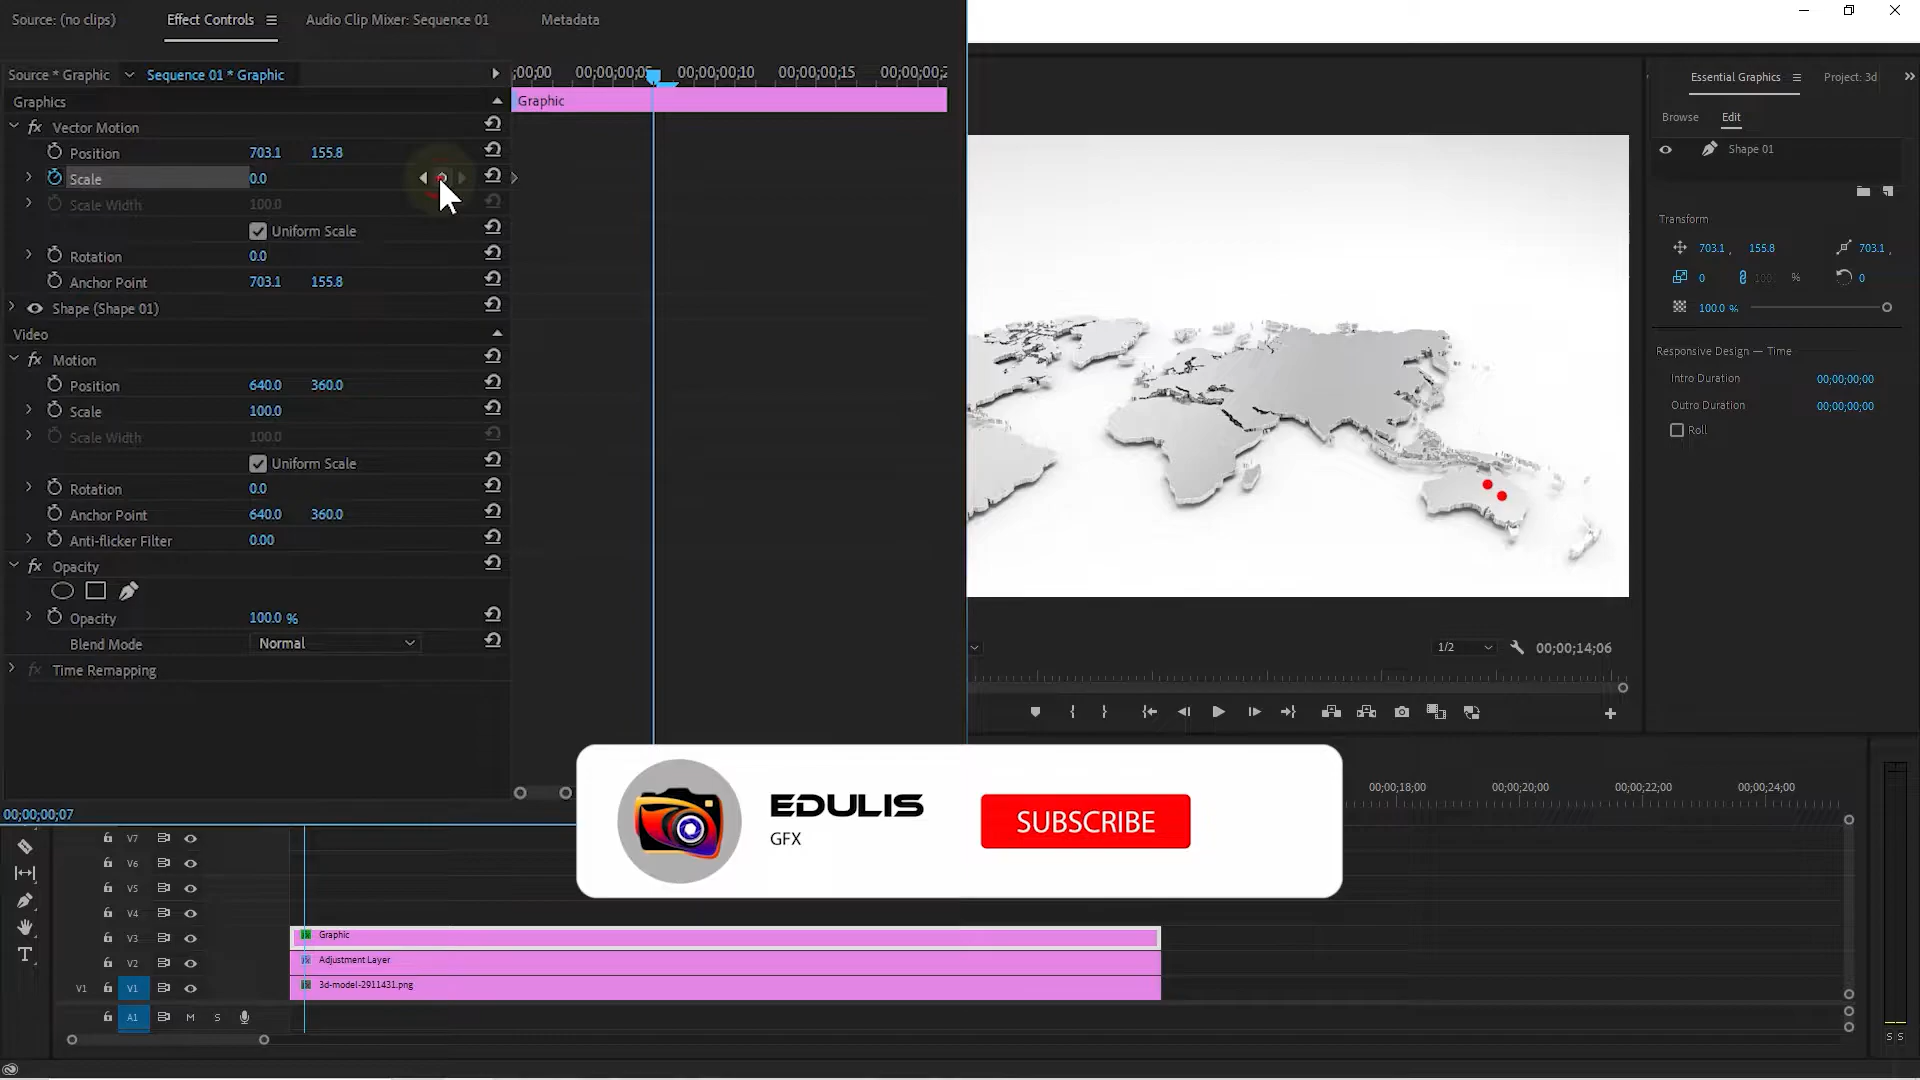 Source: (no clips)
Effect Controls
Audio Clip Mixer: Sequence 01
Metadata
Source * Graphic
Sequence 01 * Graphic
;00;00
00;00;00;05
00;00;00;10
00;00;00;15
00;00;00;2
Graphics
Graphic
fx Vector Motion
Position 703.1 155.8
Scale 0.0
Scale Width 100.0
Uniform Scale
Rotation 0.0
Anchor Point 703.1 155.8
Shape (Shape 01)
Video
fx Motion
Position 640.0 360.0
Scale 100.0
Scale Width 100.0
Uniform Scale
Rotation 0.0
Anchor Point 640.0 360.0
Anti-flicker Filter 0.00
fx Opacity
Opacity 100.0 %
Blend Mode Normal
fx Time Remapping
Essential Graphics
Project: 3d
Browse
Edit
Shape 01
Transform
703.1 , 155.8 703.1 ,
0 100 % 0
100.0 %
Responsive Design — Time
Intro Duration 00;00;00;00
Outro Duration 00;00;00;00
Roll
1/2
00;00;14;06
EDULIS
GFX
SUBSCRIBE
00;00;18;00
00;00;20;00
00;00;22;00
00;00;24;00
00;00;00;07
V7
V6
V5
V4
V3 Graphic
V2 Adjustment Layer
V1 V1 3d-model-2911431.png
A1 M S
S S
T